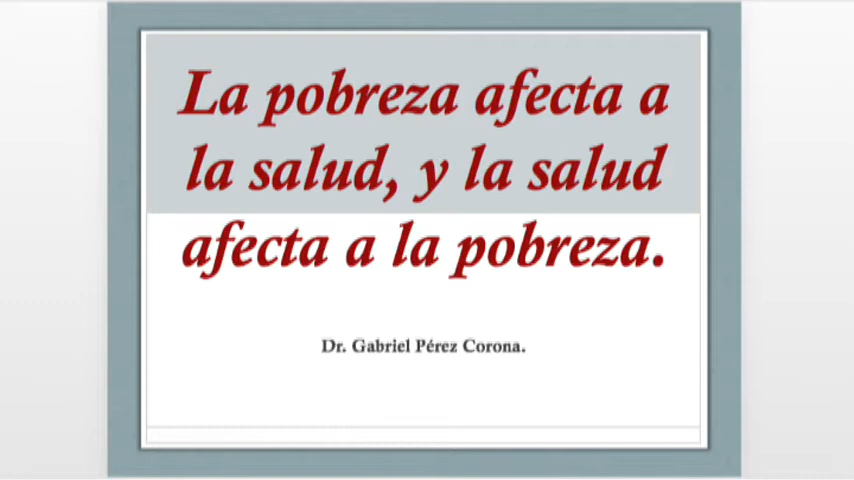 La pobreza afecta a
la salud, y la salud
afecta a la pobreza.
Dr. Gabriel Pérez Corona.